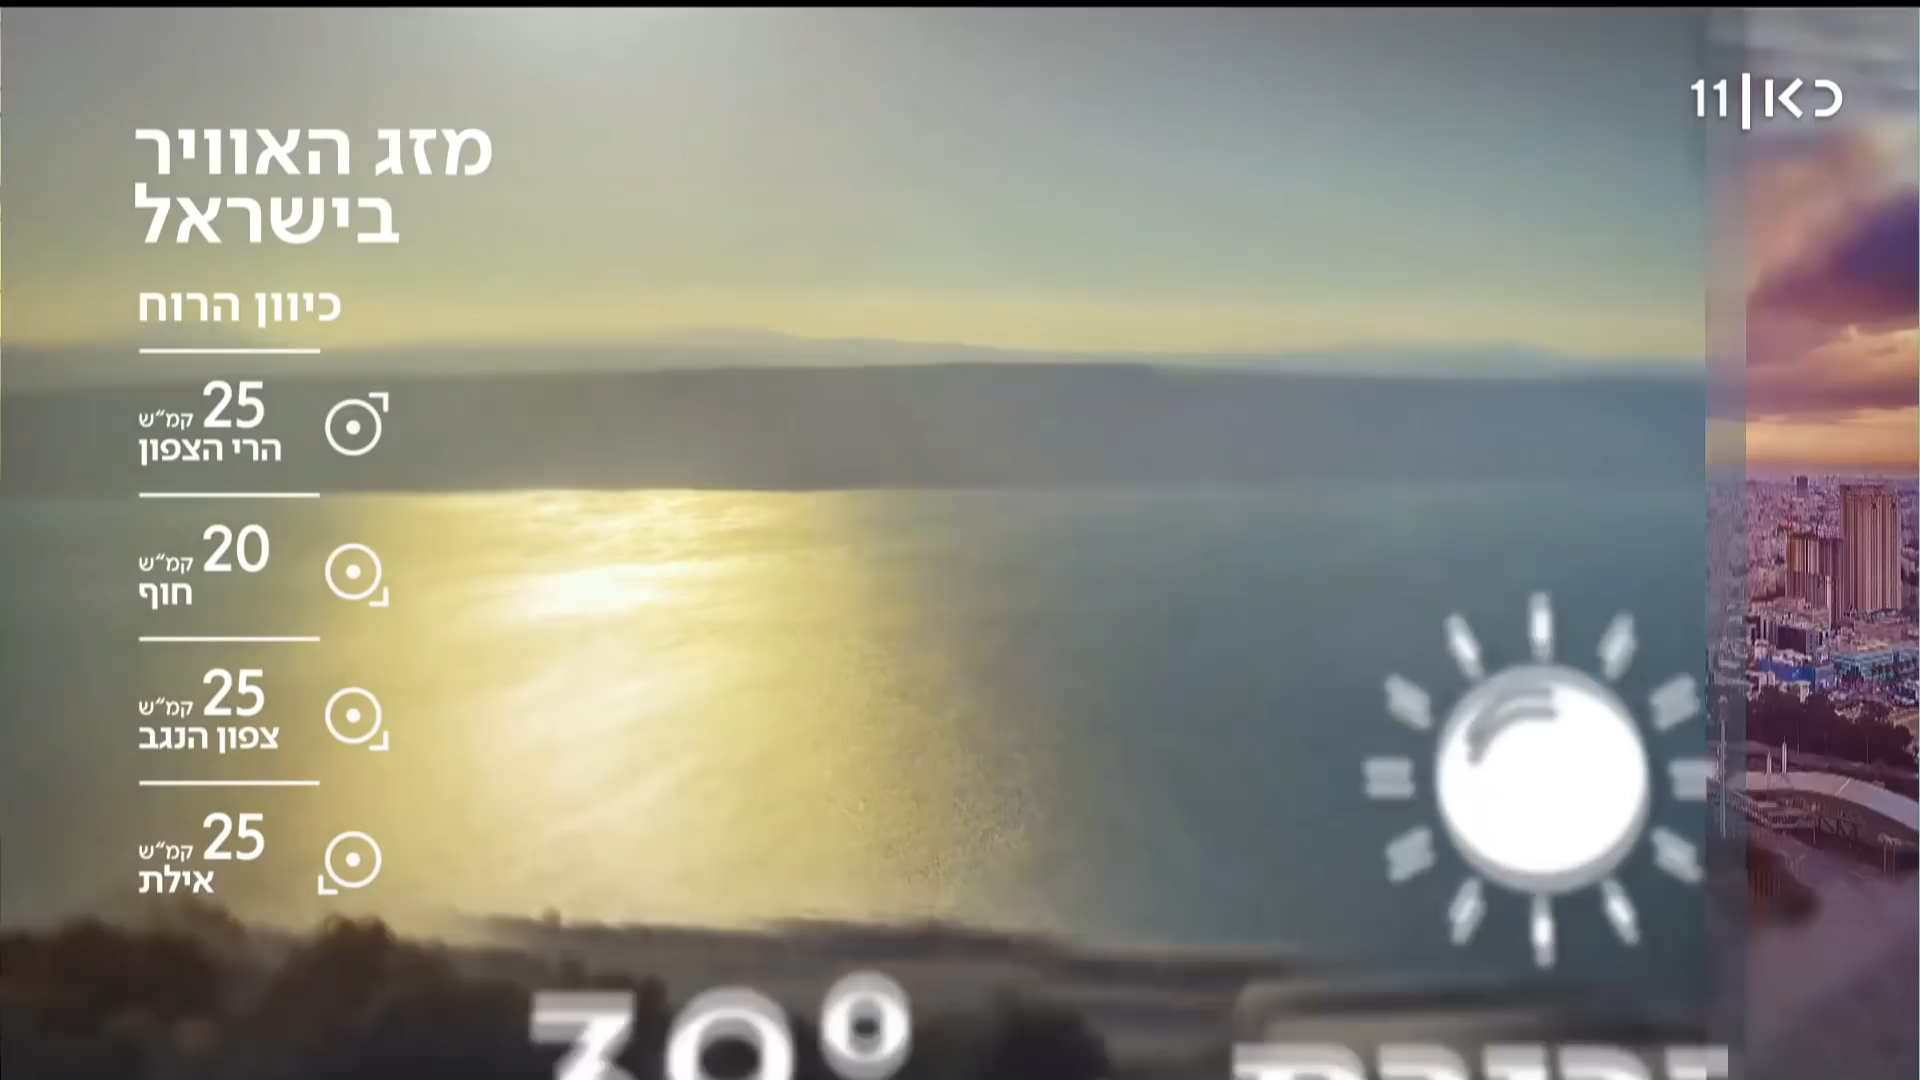 כאן|11
מזג האוויר
בישראל
כיוון הרוח
25 קמ״ש
הרי הצפון
20 קמ״ש
חוף
25 קמ״ש
צפון הנגב
25 קמ״ש
אילת